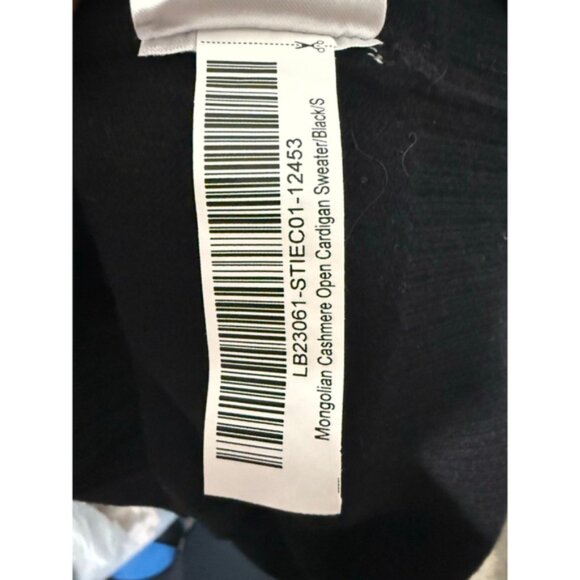 LB23061-STIEC01-12453
Mongolian Cashmere Open Cardigan Sweater/Black/S